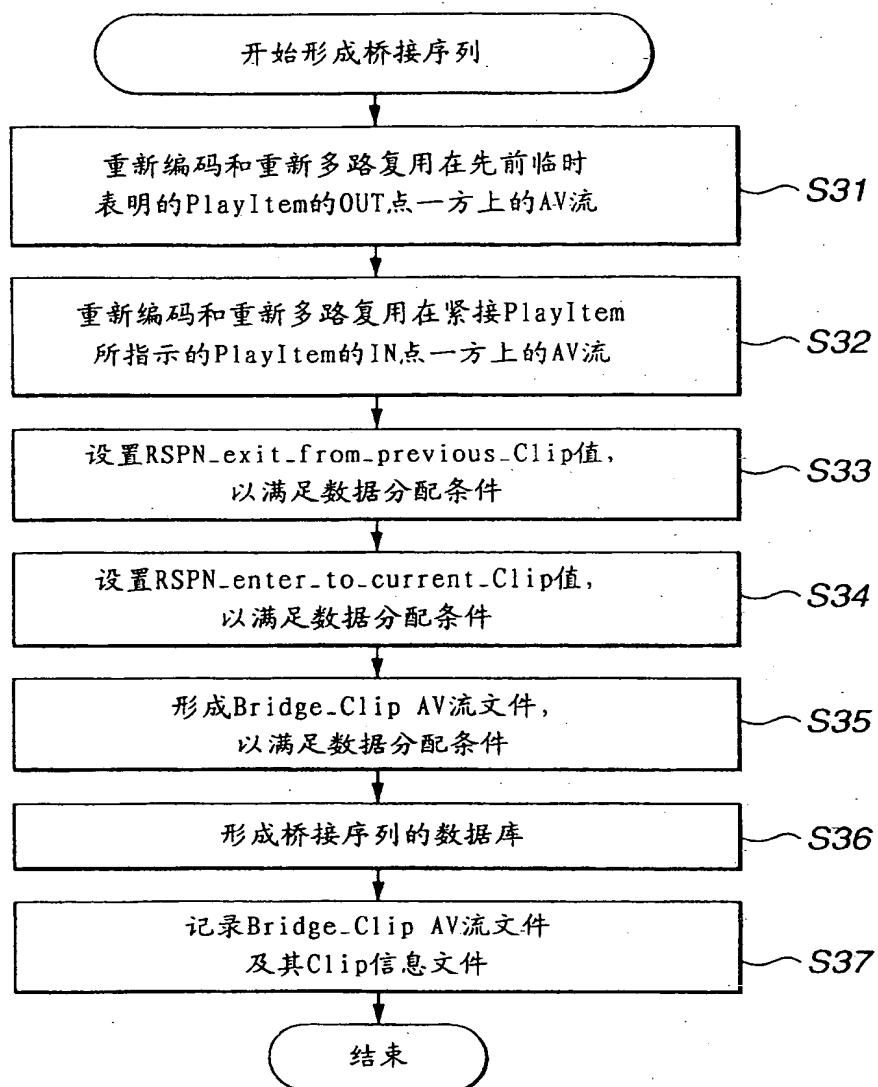 开始形成桥接序列
重新编码和重新多路复用在先前临时
表明的PlayItem的OUT点一方上的AV流
S31
重新编码和重新多路复用在紧接PlayItem
所指示的PlayItem的IN点一方上的AV流
S32
设置RSPN_exit_from_previous_Clip值,
以满足数据分配条件
S33
设置RSPN_enter_to_current_Clip值,
以满足数据分配条件
S34
形成Bridge_Clip AV流文件,
以满足数据分配条件
S35
形成桥接序列的数据库
S36
记录Bridge_Clip AV流文件
及其Clip信息文件
S37
结束